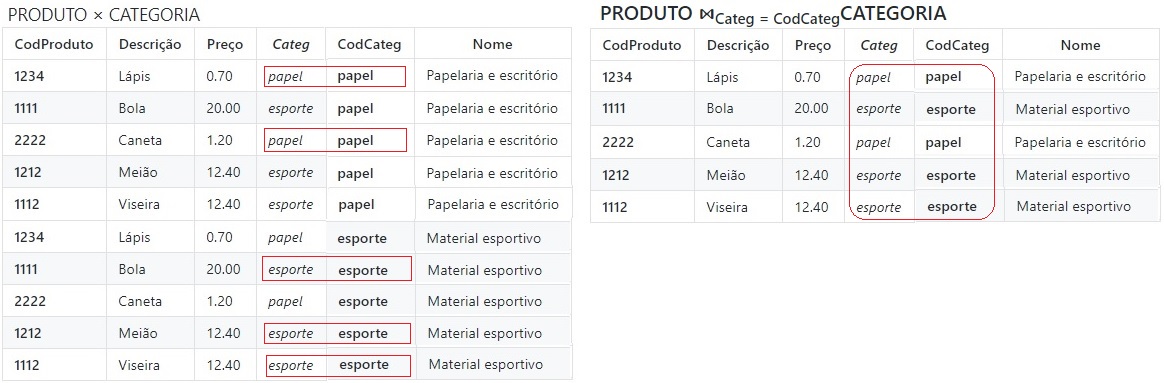 PRODUTO × CATEGORIA
CodProduto Descrição Preço Categ CodCateg Nome
1234 Lápis 0.70 papel papel Papelaria e escritório
1111 Bola 20.00 esporte papel Papelaria e escritório
2222 Caneta 1.20 papel papel Papelaria e escritório
1212 Meião 12.40 esporte papel Papelaria e escritório
1112 Viseira 12.40 esporte papel Papelaria e escritório
1234 Lápis 0.70 papel esporte Material esportivo
1111 Bola 20.00 esporte esporte Material esportivo
2222 Caneta 1.20 papel esporte Material esportivo
1212 Meião 12.40 esporte esporte Material esportivo
1112 Viseira 12.40 esporte esporte Material esportivo
PRODUTO ⋈Categ = CodCategCATEGORIA
CodProduto Descrição Preço Categ CodCateg Nome
1234 Lápis 0.70 papel papel Papelaria e escritório
1111 Bola 20.00 esporte esporte Material esportivo
2222 Caneta 1.20 papel papel Papelaria e escritório
1212 Meião 12.40 esporte esporte Material esportivo
1112 Viseira 12.40 esporte esporte Material esportivo